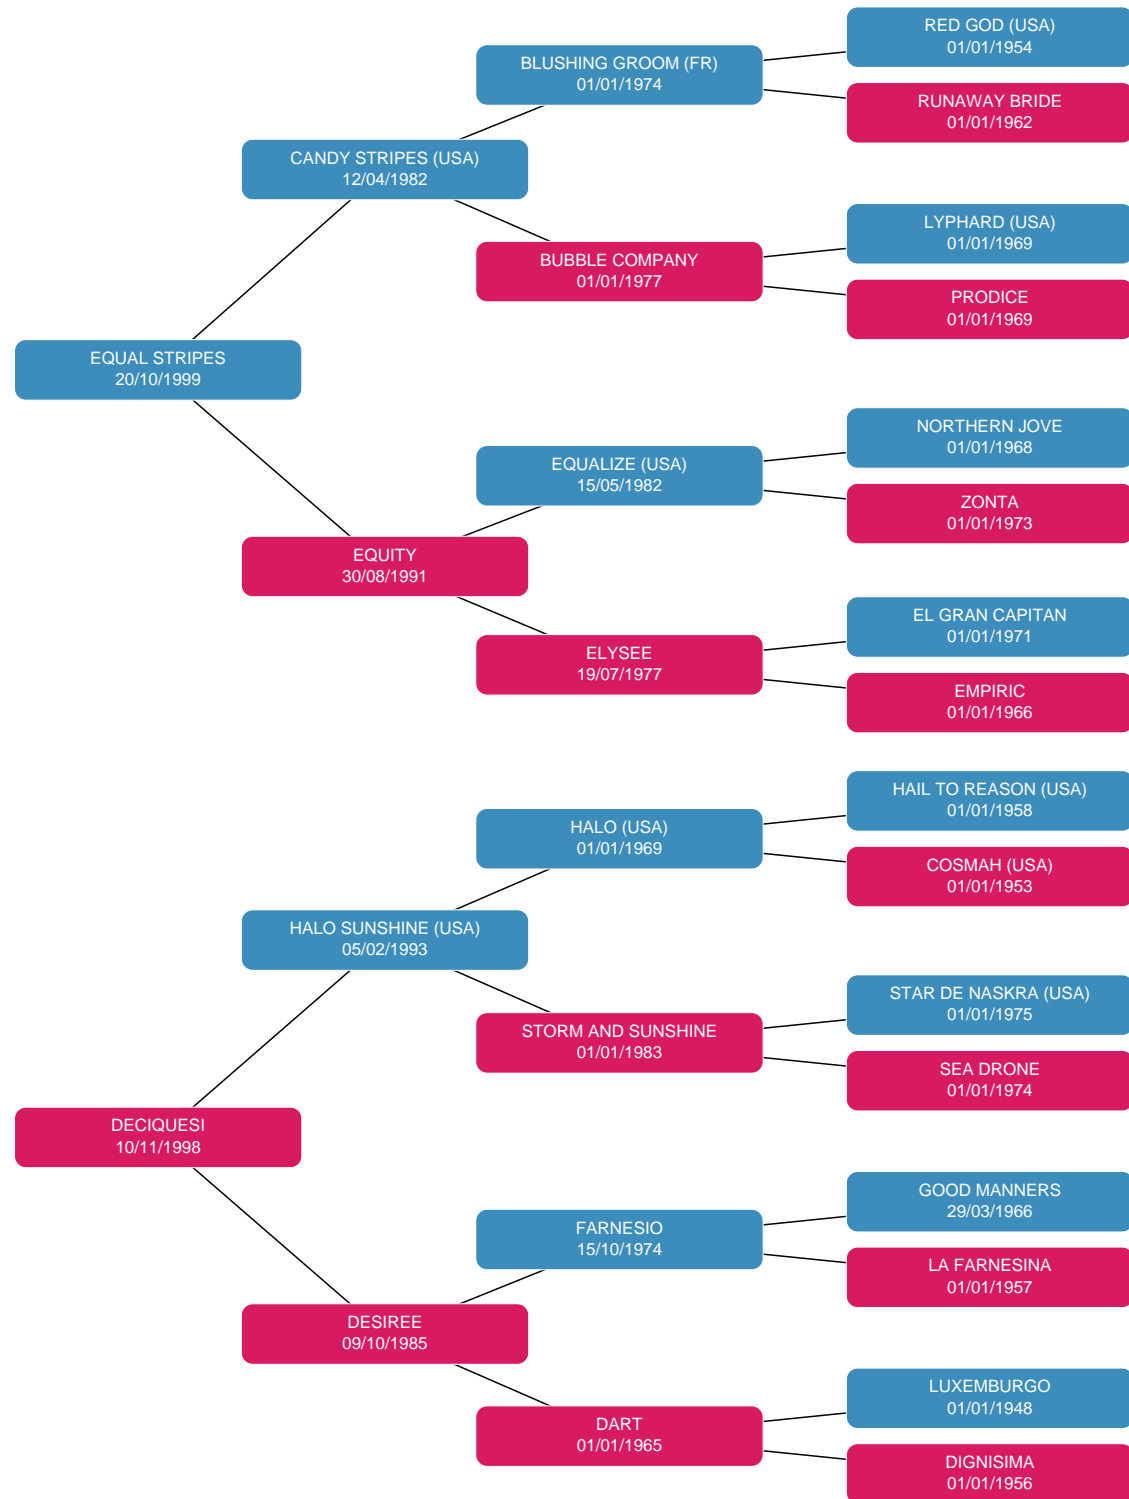 RED GOD (USA)
01/01/1954
BLUSHING GROOM (FR)
01/01/1974
RUNAWAY BRIDE
01/01/1962
CANDY STRIPES (USA)
12/04/1982
LYPHARD (USA)
01/01/1969
BUBBLE COMPANY
01/01/1977
PRODICE
01/01/1969
EQUAL STRIPES
20/10/1999
NORTHERN JOVE
01/01/1968
EQUALIZE (USA)
15/05/1982
ZONTA
01/01/1973
EQUITY
30/08/1991
EL GRAN CAPITAN
01/01/1971
ELYSEE
19/07/1977
EMPIRIC
01/01/1966
HAIL TO REASON (USA)
01/01/1958
HALO (USA)
01/01/1969
COSMAH (USA)
01/01/1953
HALO SUNSHINE (USA)
05/02/1993
STAR DE NASKRA (USA)
01/01/1975
STORM AND SUNSHINE
01/01/1983
SEA DRONE
01/01/1974
DECIQUESI
10/11/1998
GOOD MANNERS
29/03/1966
FARNESIO
15/10/1974
LA FARNESINA
01/01/1957
DESIREE
09/10/1985
LUXEMBURGO
01/01/1948
DART
01/01/1965
DIGNISIMA
01/01/1956